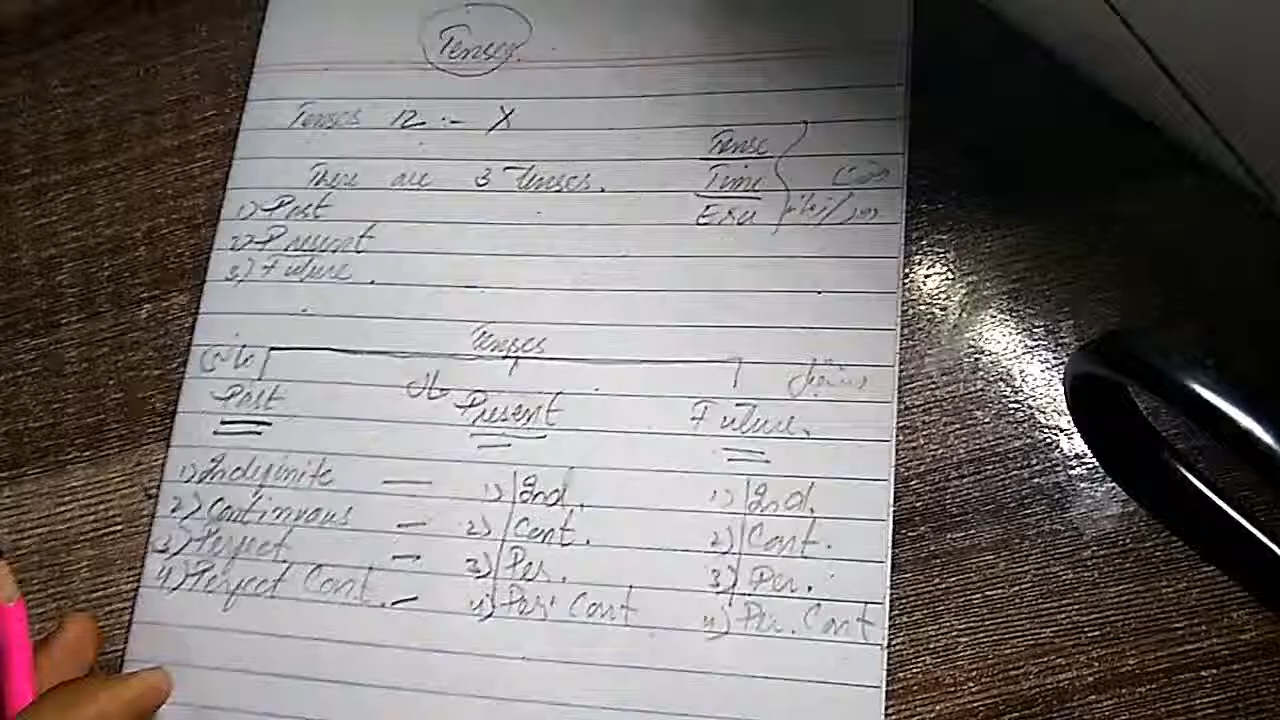 Tenses
Tenses 12 :- X
There are 3 Tenses.
Tense
Time
1) Past
2) Present
3) Future.
Tenses
Past
Present
Future.
1) Indefinite — 1) Ind. 1) Ind.
2) Continuous — 2) Cont. 2) Cont.
3) Perfect — 3) Per. 3) Per.
4) Perfect Cont. — 4) Per. Cont 4) Per. Cont